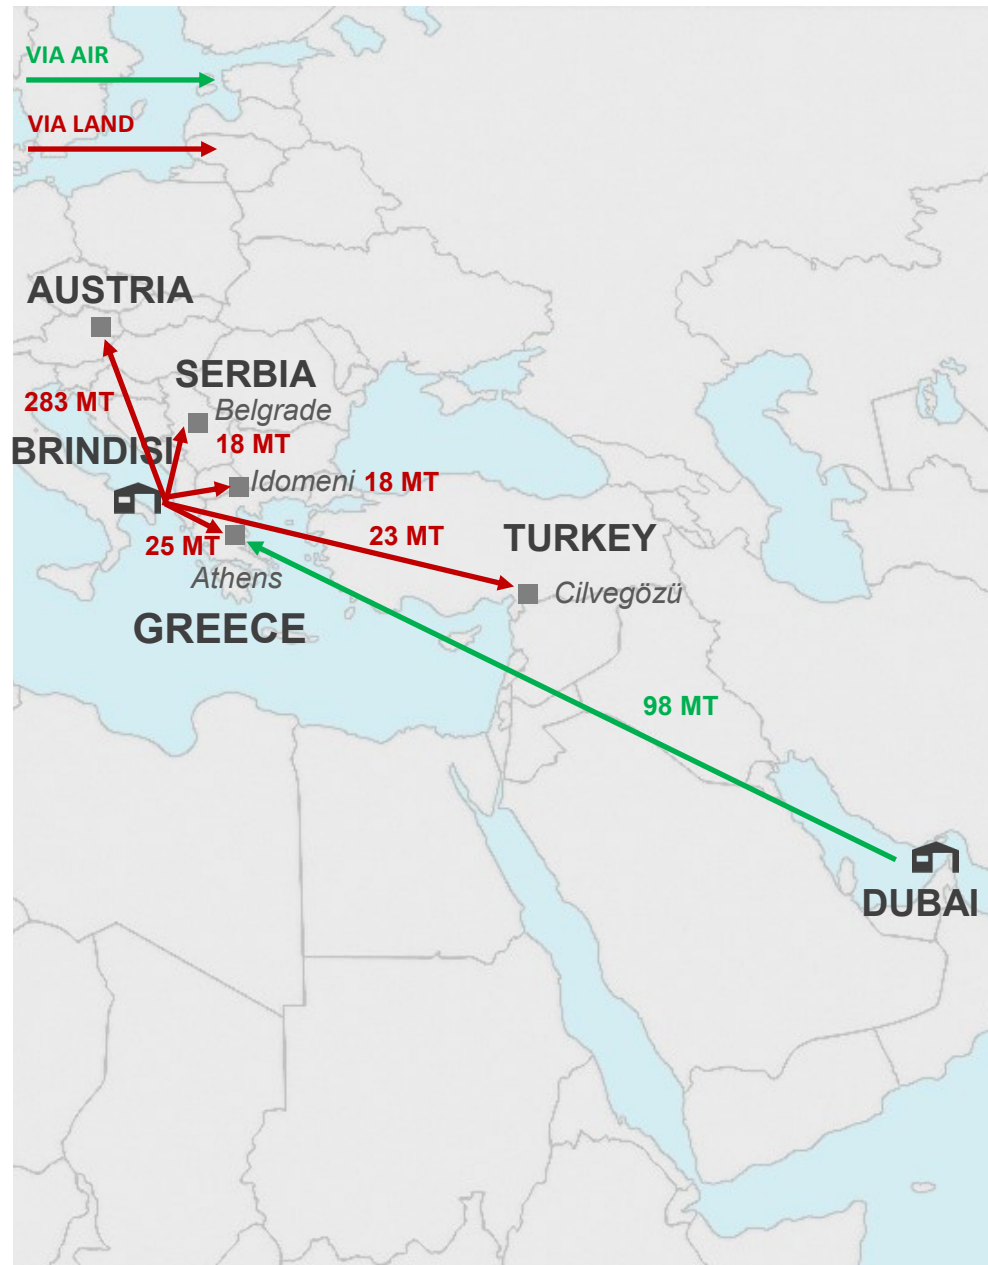 VIA AIR
VIA LAND
AUSTRIA
SERBIA
283 MT
Belgrade
BRINDISI
18 MT
Idomeni
18 MT
25 MT
23 MT
TURKEY
Athens
Cilvegözü
GREECE
98 MT
DUBAI